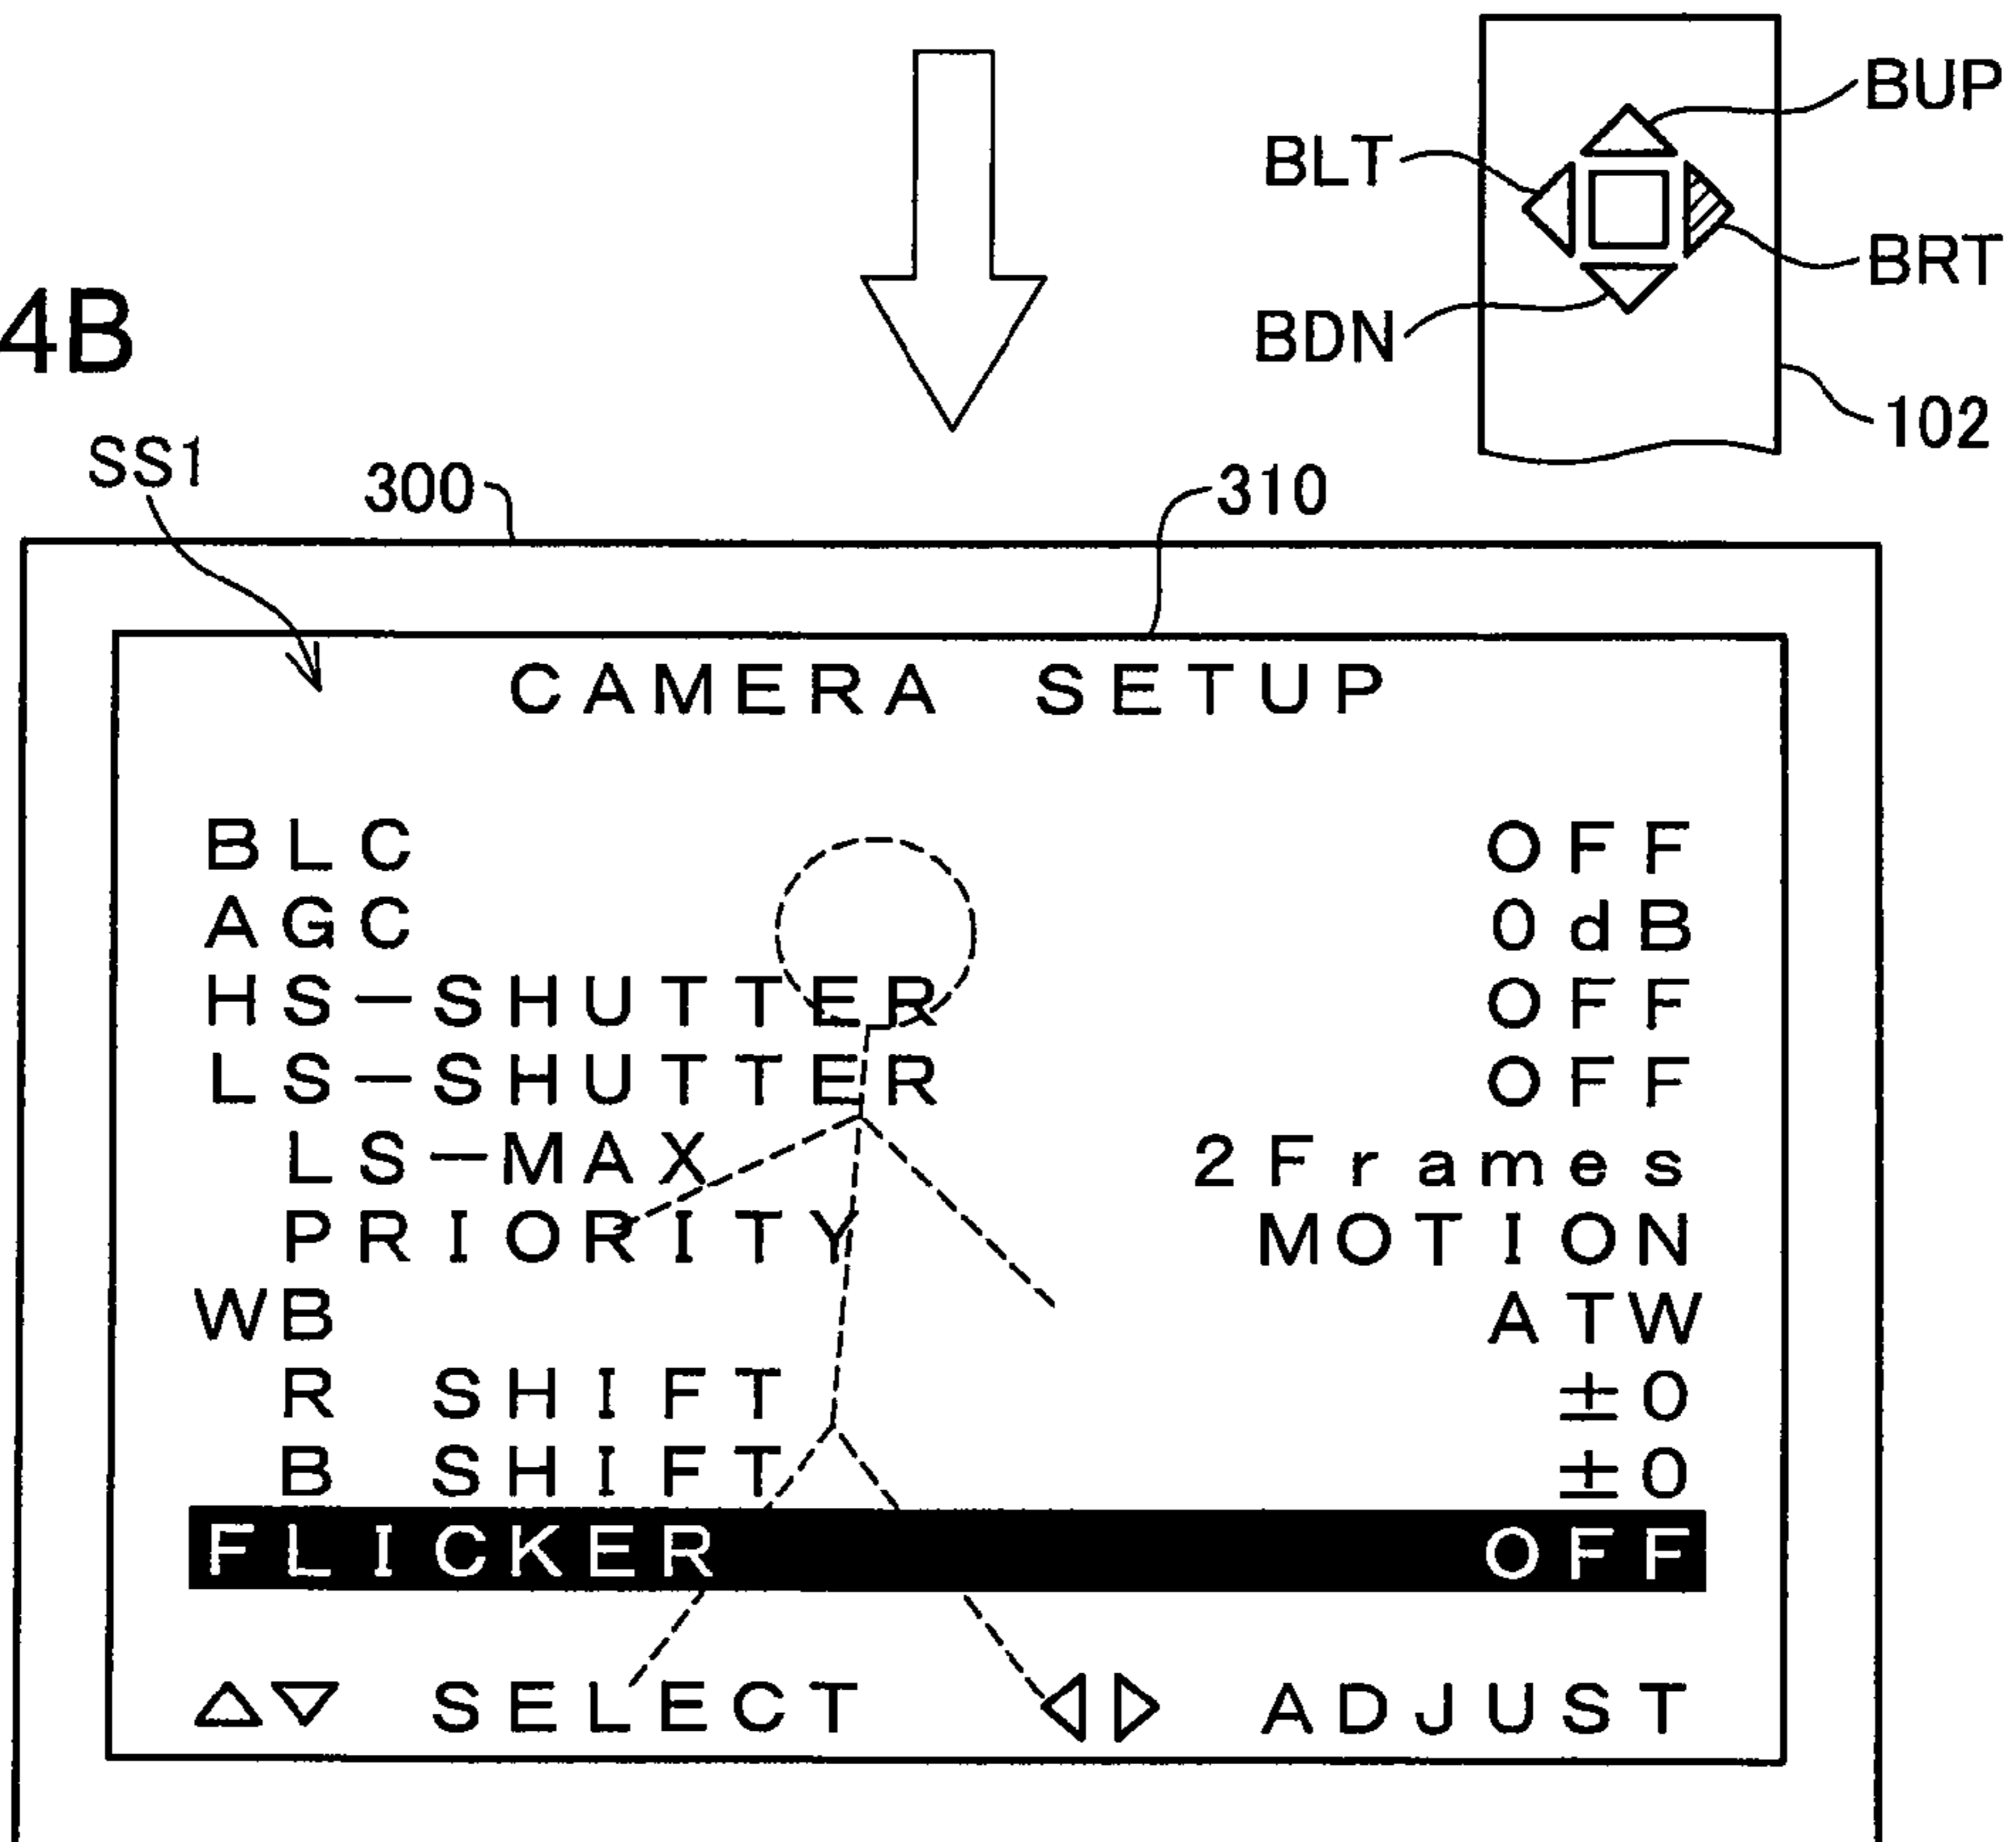 BUP
BLT
BRT
BDN
4B
102
SS1
300
310
CAMERA SETUP
BLC OFF
AGC 0dB
HS-SHUTTER OFF
LS-SHUTTER OFF
LS-MAX 2Frames
PRIORITY MOTION
WB ATW
R SHIFT ±0
B SHIFT ±0
FLICKER OFF
△▽ SELECT ◁▷ ADJUST